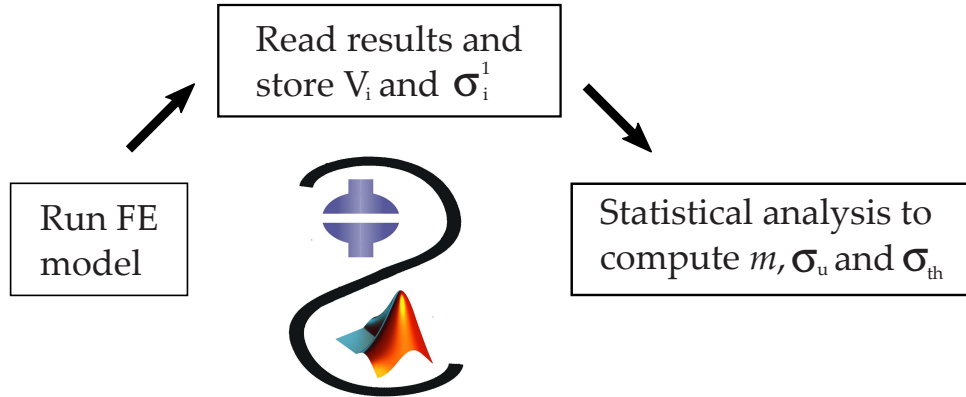 Read results and
store Vᵢ and σᵢ¹
Run FE
model
Statistical analysis to
compute m, σᵤ and σₜₕ